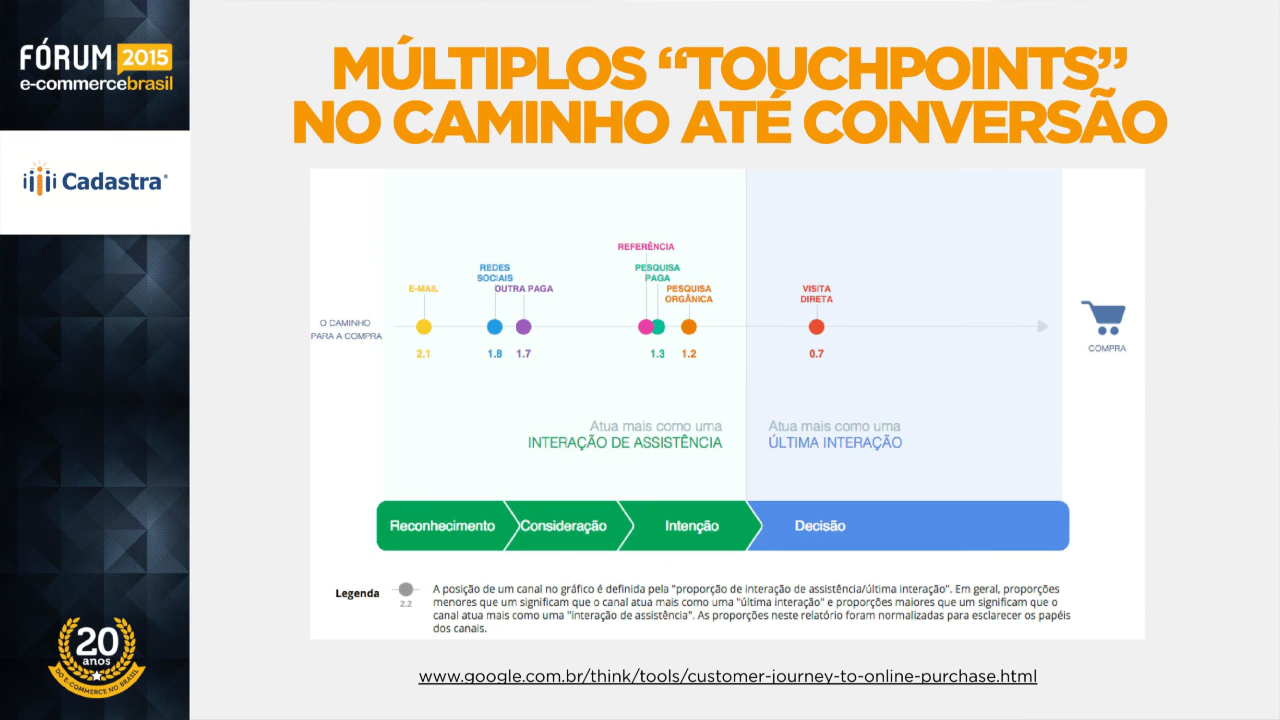 FÓRUM 2015
e-commercebrasil
Cadastra
MÚLTIPLOS “TOUCHPOINTS”
NO CAMINHO ATÉ CONVERSÃO
REFERÊNCIA
REDES
SOCIAIS
PESQUISA
PAGA
E-MAIL
OUTRA PAGA
PESQUISA
ORGÂNICA
VISITA
DIRETA
O CAMINHO
PARA A COMPRA
COMPRA
2.1
1.8
1.7
1.3
1.2
0.7
Atua mais como uma
INTERAÇÃO DE ASSISTÊNCIA
Atua mais como uma
ÚLTIMA INTERAÇÃO
Reconhecimento
Consideração
Intenção
Decisão
Legenda
2.2
A posição de um canal no gráfico é definida pela "proporção de interação de assistência/última interação". Em geral, proporções
menores que um significam que o canal atua mais como uma "última interação" e proporções maiores que um significam que o
canal atua mais como uma "interação de assistência". As proporções neste relatório foram normalizadas para esclarecer os papéis
dos canais.
20
anos
DO E-COMMERCE NO BRASIL
www.google.com.br/think/tools/customer-journey-to-online-purchase.html